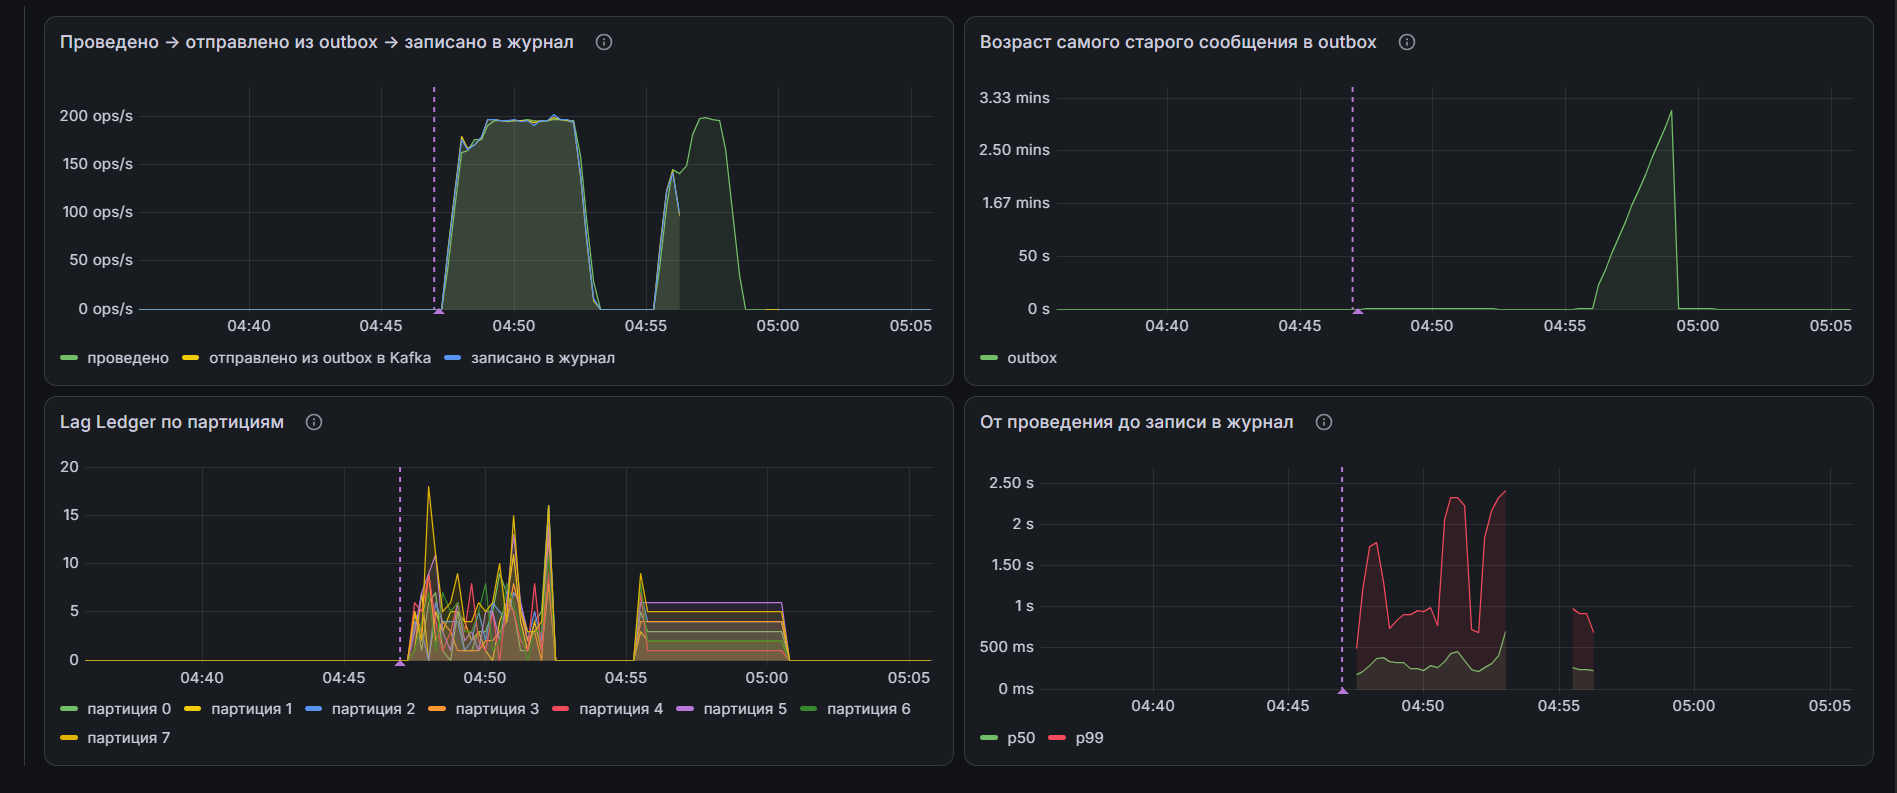 Проведено → отправлено из outbox → записано в журнал
200 ops/s
150 ops/s
100 ops/s
50 ops/s
0 ops/s
04:40 04:45 04:50 04:55 05:00 05:05
проведено отправлено из outbox в Kafka записано в журнал
Возраст самого старого сообщения в outbox
3.33 mins
2.50 mins
1.67 mins
50 s
0 s
04:40 04:45 04:50 04:55 05:00 05:05
outbox
Lag Ledger по партициям
20
15
10
5
0
04:40 04:45 04:50 04:55 05:00 05:05
партиция 0 партиция 1 партиция 2 партиция 3 партиция 4 партиция 5 партиция 6
партиция 7
От проведения до записи в журнал
2.50 s
2 s
1.50 s
1 s
500 ms
0 ms
04:40 04:45 04:50 04:55 05:00 05:05
p50 p99